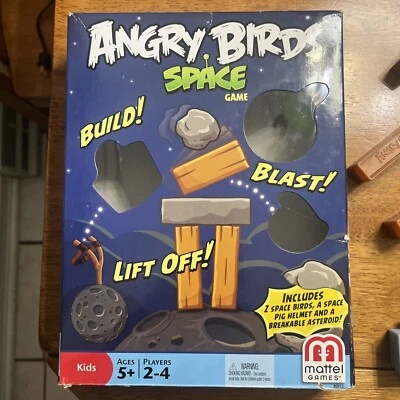 ANGRY BIRDS
SPACE
GAME
BUILD!
BLAST!
LIFT OFF!
INCLUDES
2 SPACE BIRDS, A SPACE
PIG HELMET AND A
BREAKABLE ASTEROID!
Kids
AGES
5+
PLAYERS
2-4
WARNING:
M
mattel
GAMES™